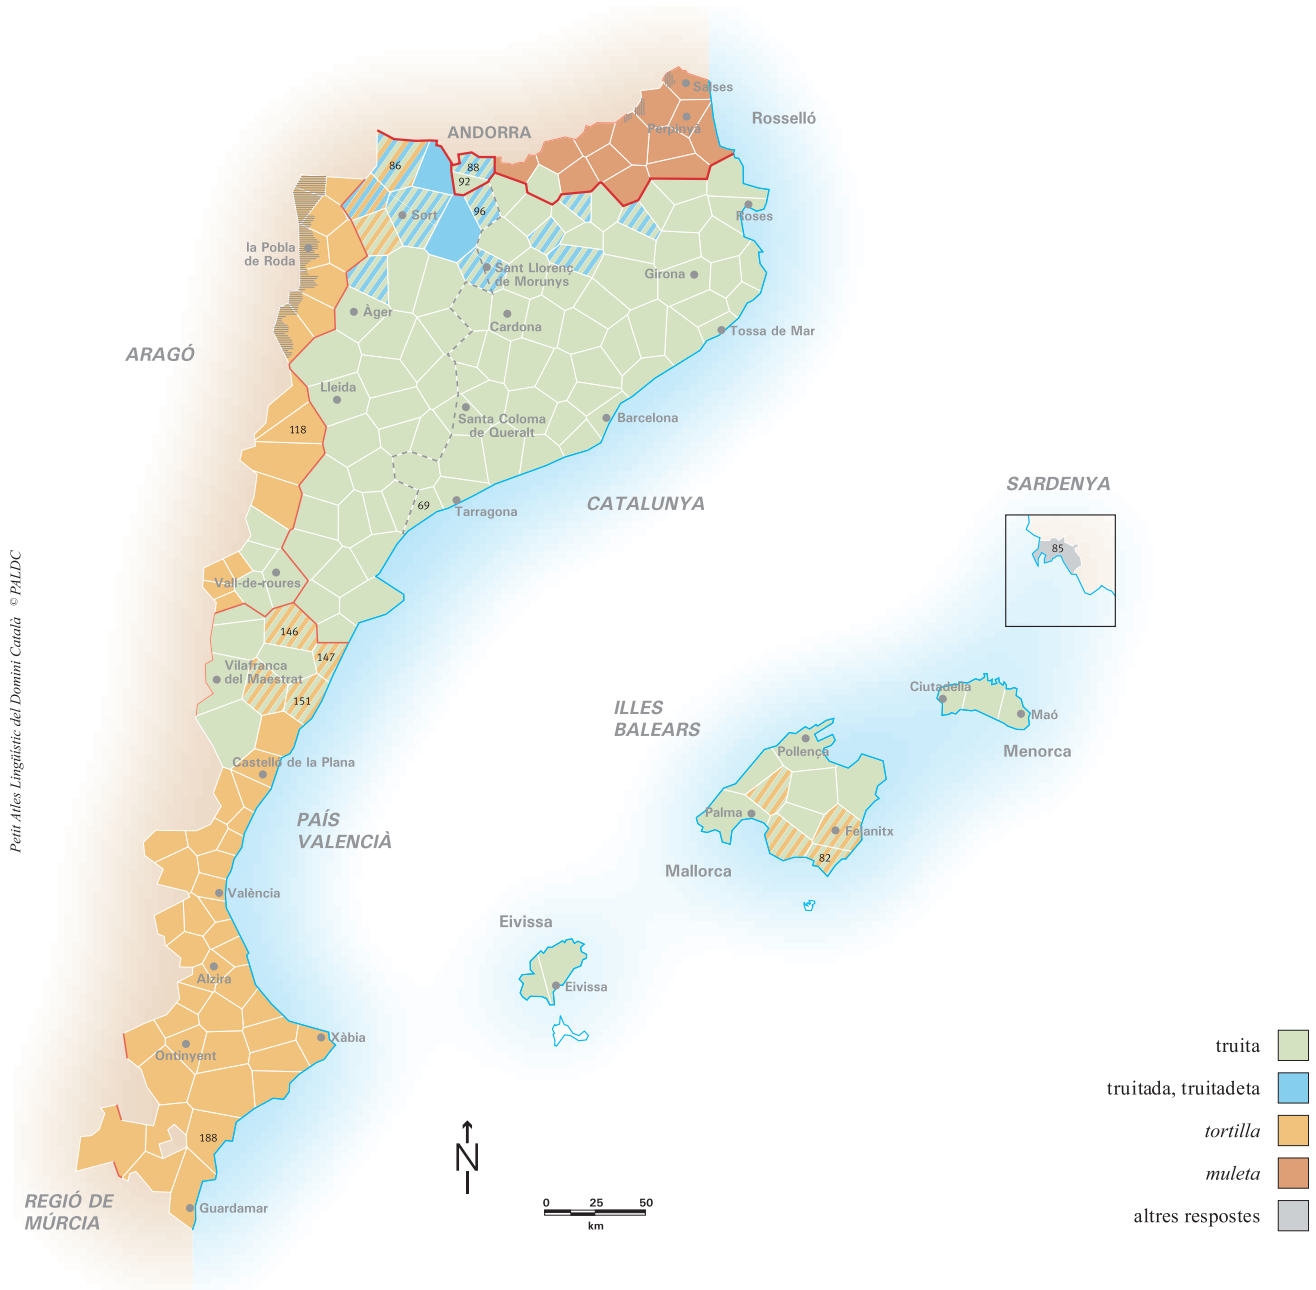 Salses
Rosselló
Perpinyà
ANDORRA
86
88
92
96
Sort
Roses
la Pobla
de Roda
Sant Llorenç
de Morunys
Girona
Àger
Cardona
Tossa de Mar
ARAGÓ
Lleida
118
Santa Coloma
de Queralt
Barcelona
SARDENYA
69
Tarragona
CATALUNYA
85
Vall-de-roures
146
147
Vilafranca
del Maestrat
151
ILLES
BALEARS
Ciutadella
Maó
Menorca
Pollença
Castelló de la Plana
Palma
Felanitx
82
Mallorca
PAÍS
VALENCIÀ
Petit Atles Lingüístic del Domini Català © PALDC
València
Eivissa
Eivissa
Alzira
Xàbia
Ontinyent
188
Guardamar
REGIÓ DE
MÚRCIA
N
0 25 50
km
truita
truitada, truitadeta
tortilla
muleta
altres respostes